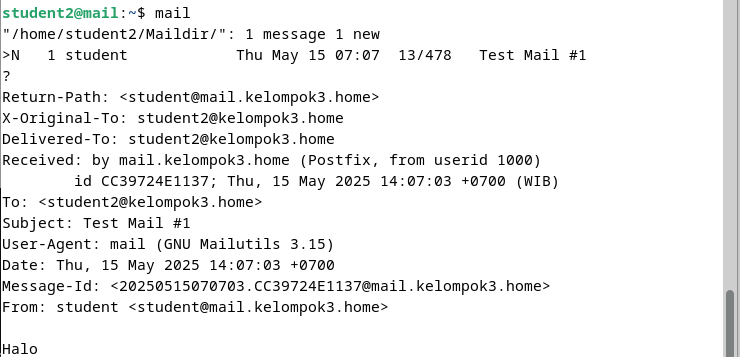 student2@mail:~$ mail
"/home/student2/Maildir/": 1 message 1 new
>N   1 student            Thu May 15 07:07  13/478   Test Mail #1
?
Return-Path: <student@mail.kelompok3.home>
X-Original-To: student2@kelompok3.home
Delivered-To: student2@kelompok3.home
Received: by mail.kelompok3.home (Postfix, from userid 1000)
        id CC39724E1137; Thu, 15 May 2025 14:07:03 +0700 (WIB)
To: <student2@kelompok3.home>
Subject: Test Mail #1
User-Agent: mail (GNU Mailutils 3.15)
Date: Thu, 15 May 2025 14:07:03 +0700
Message-Id: <20250515070703.CC39724E1137@mail.kelompok3.home>
From: student <student@mail.kelompok3.home>

Halo